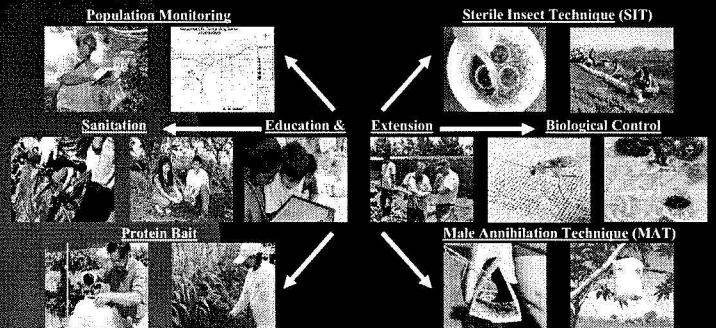 Population Monitoring
Sterile Insect Technique (SIT)
Sanitation
Education &
Extension
Biological Control
Protein Bait
Male Annihilation Technique (MAT)